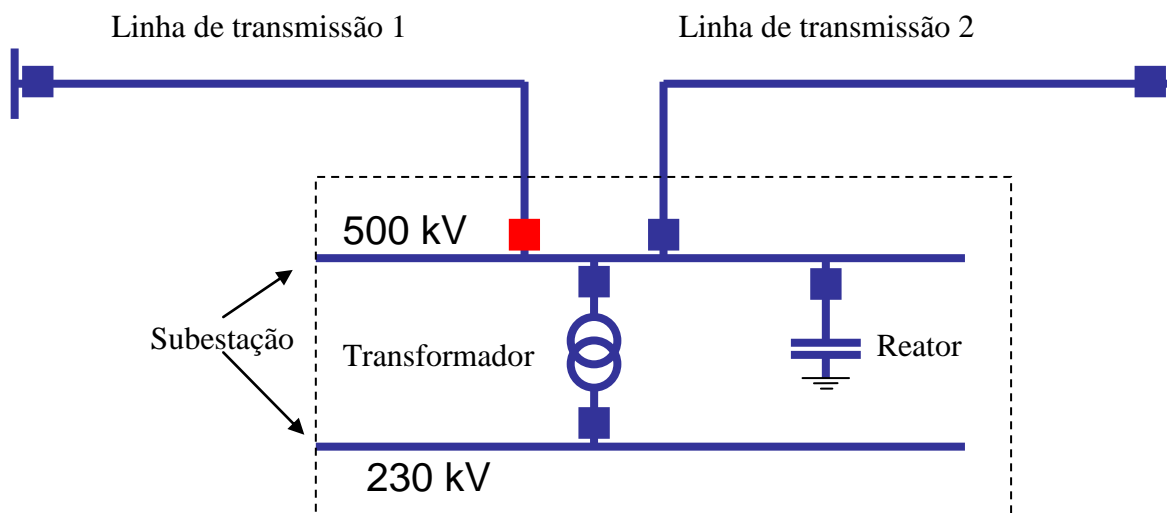 Linha de transmissão 1
Linha de transmissão 2
500 kV
Subestação
Transformador
Reator
230 kV